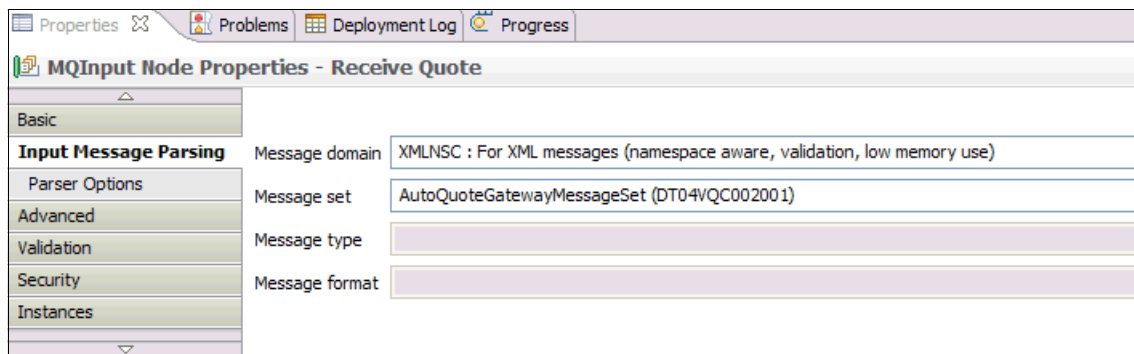 Properties Problems Deployment Log Progress
MQInput Node Properties - Receive Quote
Basic
Input Message Parsing
Parser Options
Advanced
Validation
Security
Instances
Message domain XMLNSC : For XML messages (namespace aware, validation, low memory use)
Message set AutoQuoteGatewayMessageSet (DT04VQC002001)
Message type
Message format